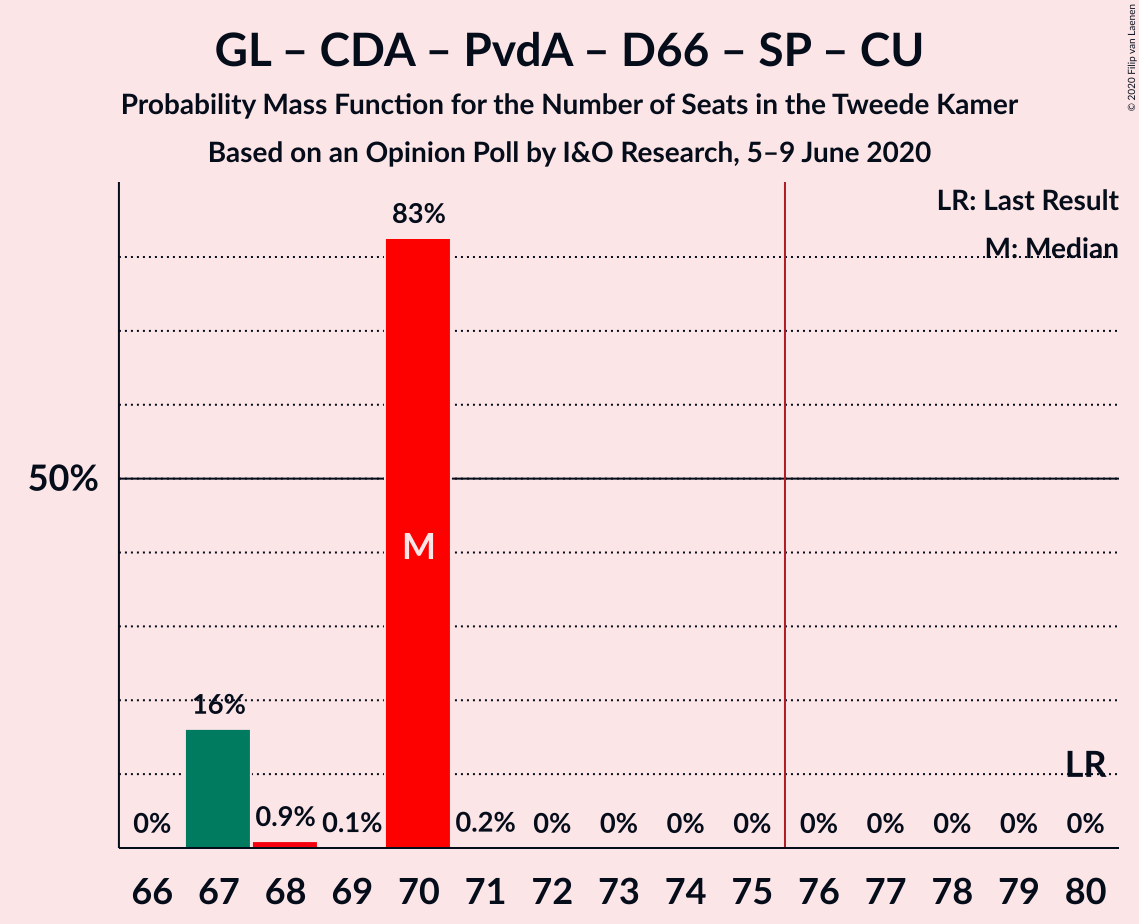 GL – CDA – PvdA – D66 – SP – CU
Probability Mass Function for the Number of Seats in the Tweede Kamer
Based on an Opinion Poll by I&O Research, 5–9 June 2020
© 2020 Filip van Laenen
LR: Last Result
M: Median
83%
50%
M
16%
LR
0% 0.9% 0.1% 0.2% 0% 0% 0% 0% 0% 0% 0% 0% 0%
66 67 68 69 70 71 72 73 74 75 76 77 78 79 80